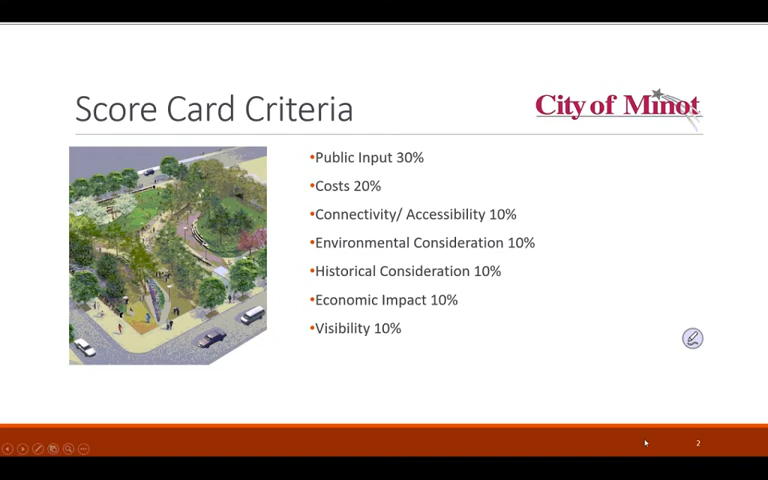 Score Card Criteria
City of Minot
•Public Input 30%
•Costs 20%
•Connectivity/ Accessibility 10%
•Environmental Consideration 10%
•Historical Consideration 10%
•Economic Impact 10%
•Visibility 10%
2